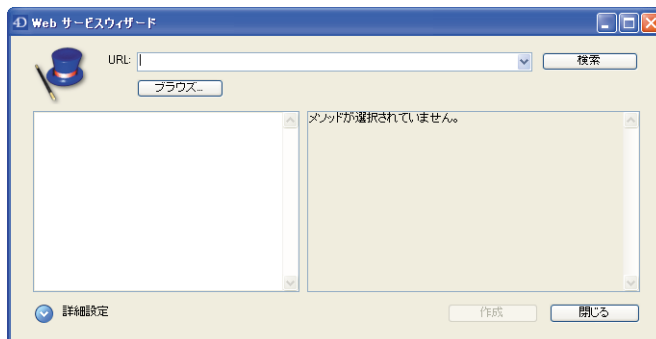 4D Web サービスウィザード
URL:
検索
ブラウズ...
メソッドが選択されていません。
詳細設定
作成
閉じる